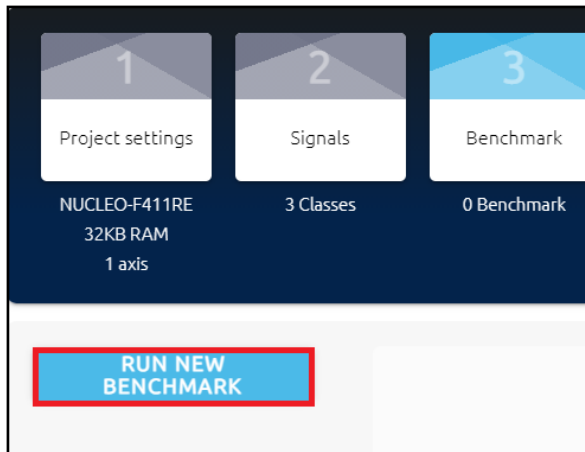 1
2
3
Project settings
Signals
Benchmark
NUCLEO-F411RE
3 Classes
0 Benchmark
32KB RAM
1 axis
RUN NEW
BENCHMARK